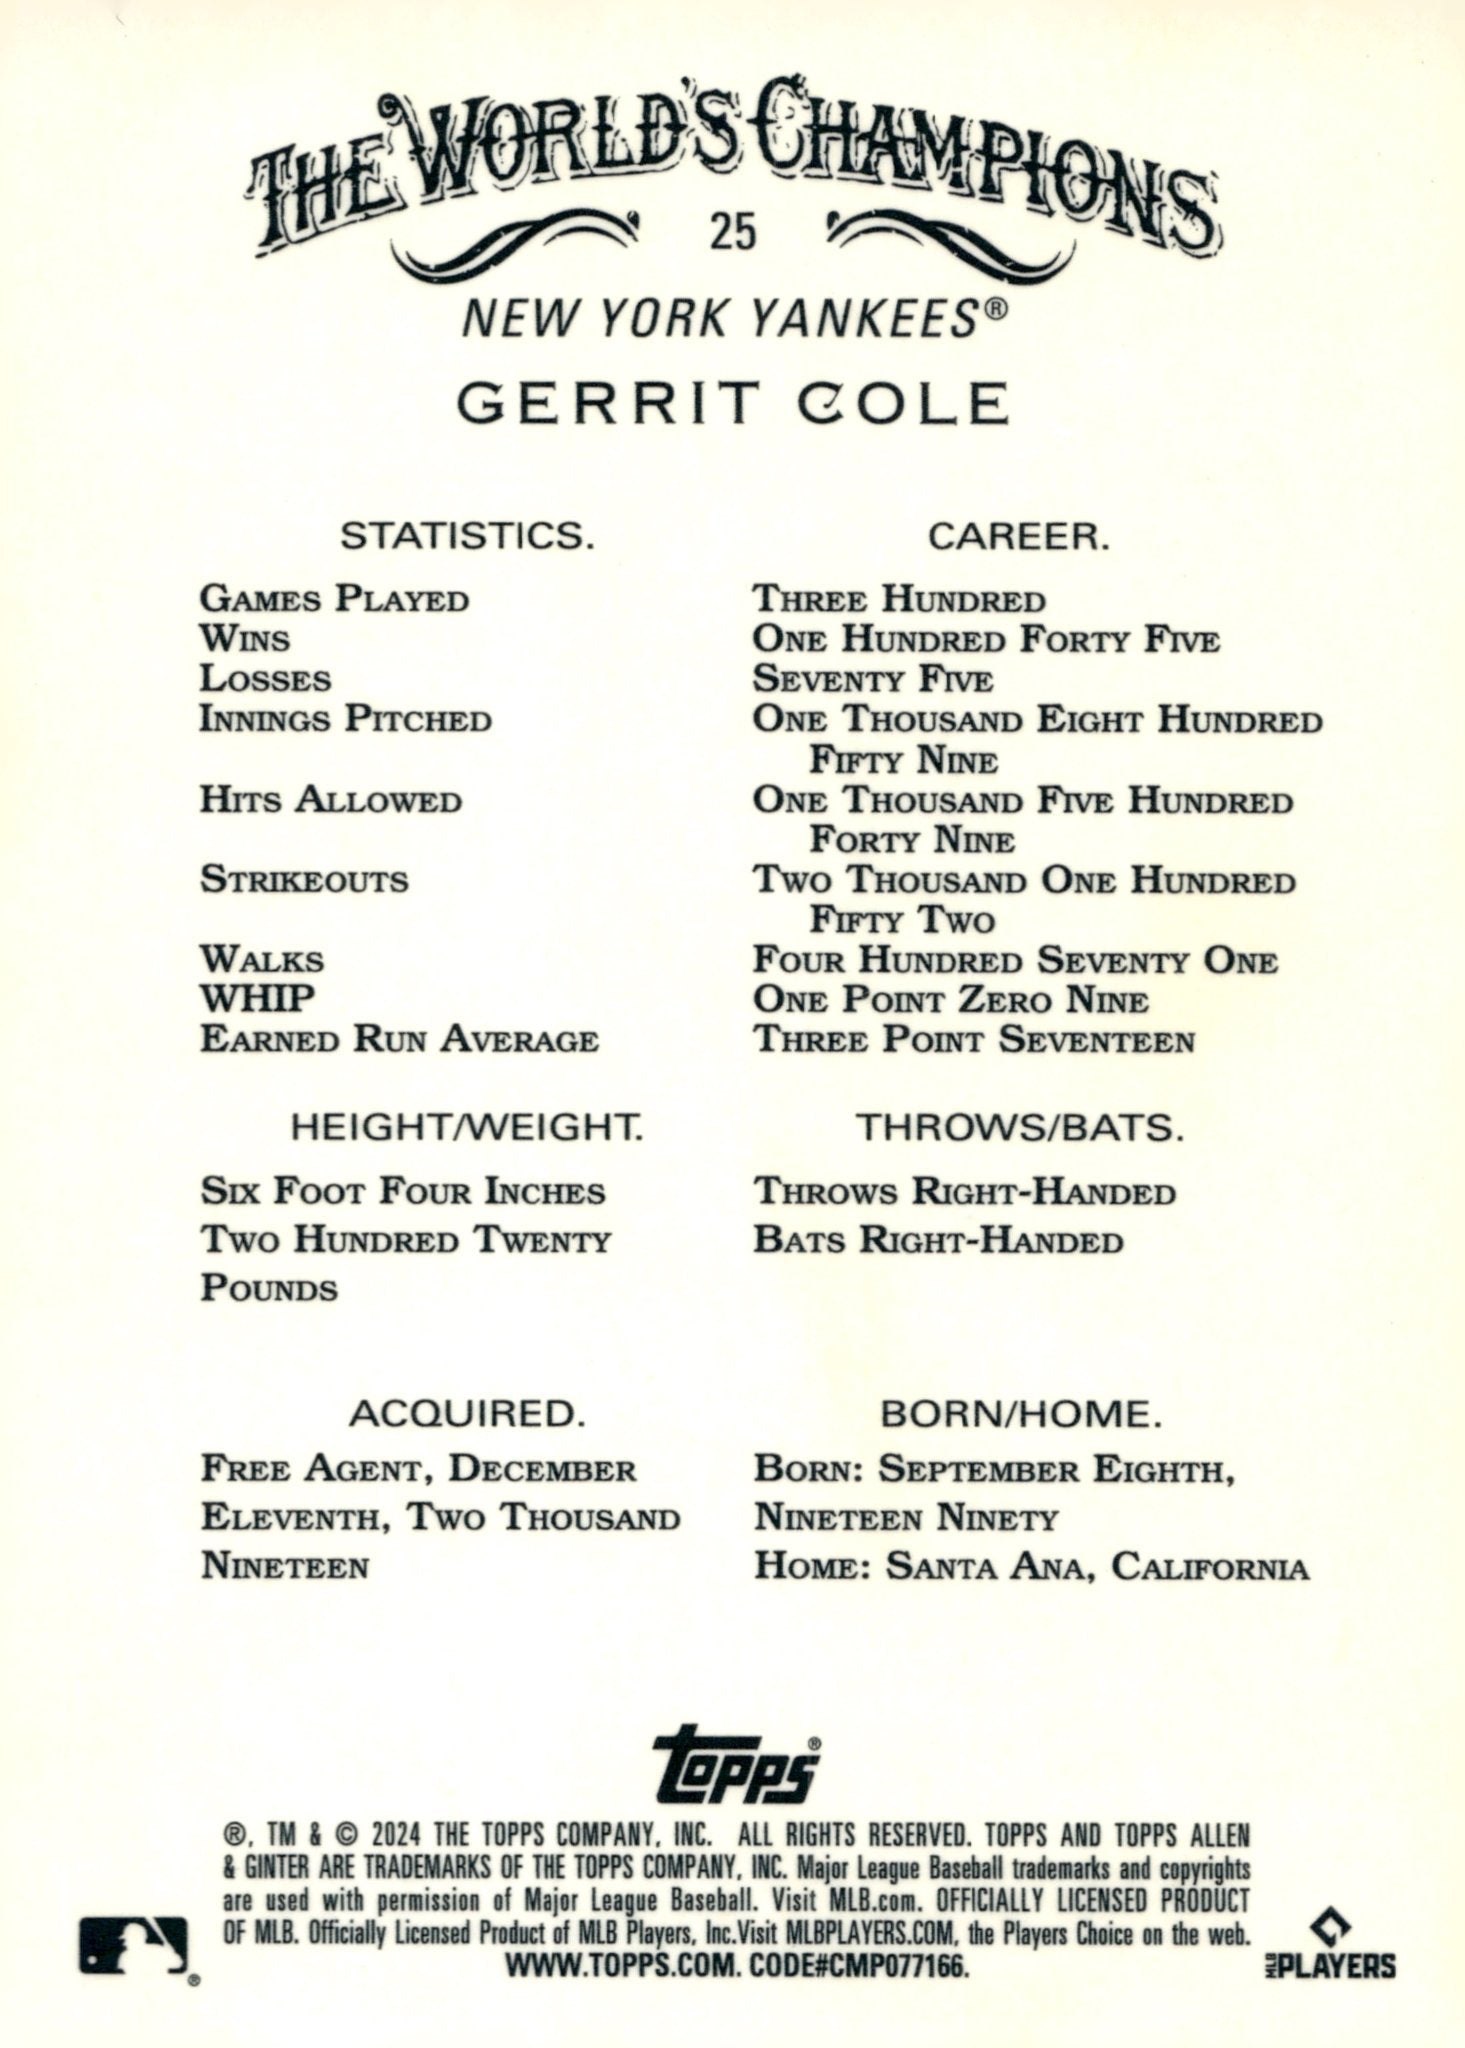 THE WORLD'S CHAMPIONS
25
NEW YORK YANKEES®
GERRIT COLE
STATISTICS. CAREER.
GAMES PLAYED THREE HUNDRED
WINS ONE HUNDRED FORTY FIVE
LOSSES SEVENTY FIVE
INNINGS PITCHED ONE THOUSAND EIGHT HUNDRED
FIFTY NINE
HITS ALLOWED ONE THOUSAND FIVE HUNDRED
FORTY NINE
STRIKEOUTS TWO THOUSAND ONE HUNDRED
FIFTY TWO
WALKS FOUR HUNDRED SEVENTY ONE
WHIP ONE POINT ZERO NINE
EARNED RUN AVERAGE THREE POINT SEVENTEEN
HEIGHT/WEIGHT.
SIX FOOT FOUR INCHES
TWO HUNDRED TWENTY
POUNDS
THROWS/BATS.
THROWS RIGHT-HANDED
BATS RIGHT-HANDED
ACQUIRED.
FREE AGENT, DECEMBER
ELEVENTH, TWO THOUSAND
NINETEEN
BORN/HOME.
BORN: SEPTEMBER EIGHTH,
NINETEEN NINETY
HOME: SANTA ANA, CALIFORNIA
topps®
®, TM & © 2024 THE TOPPS COMPANY, INC. ALL RIGHTS RESERVED. TOPPS AND TOPPS ALLEN
& GINTER ARE TRADEMARKS OF THE TOPPS COMPANY, INC. Major League Baseball trademarks and copyrights
are used with permission of Major League Baseball. Visit MLB.com. OFFICIALLY LICENSED PRODUCT
OF MLB. Officially Licensed Product of MLB Players, Inc.Visit MLBPLAYERS.COM, the Players Choice on the web.
WWW.TOPPS.COM. CODE#CMP077166.
®
MLB PLAYERS